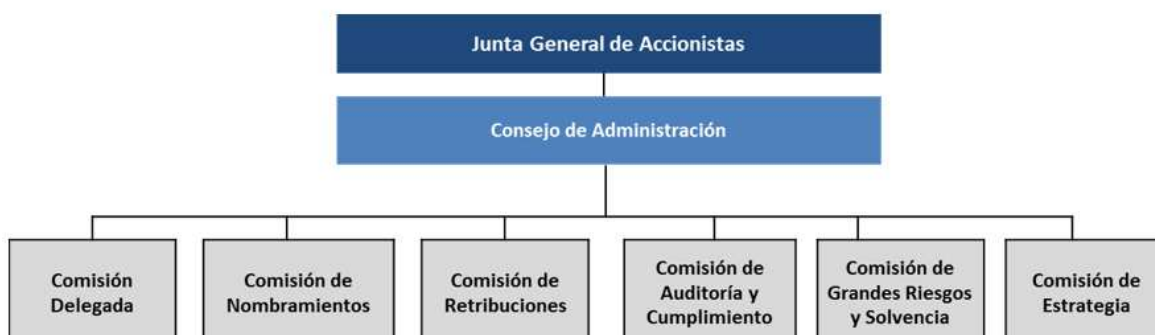 Junta General de Accionistas
Consejo de Administración
Comisión
Delegada
Comisión de
Nombramientos
Comisión de
Retribuciones
Comisión de
Auditoría y
Cumplimiento
Comisión de
Grandes Riesgos
y Solvencia
Comisión de
Estrategia